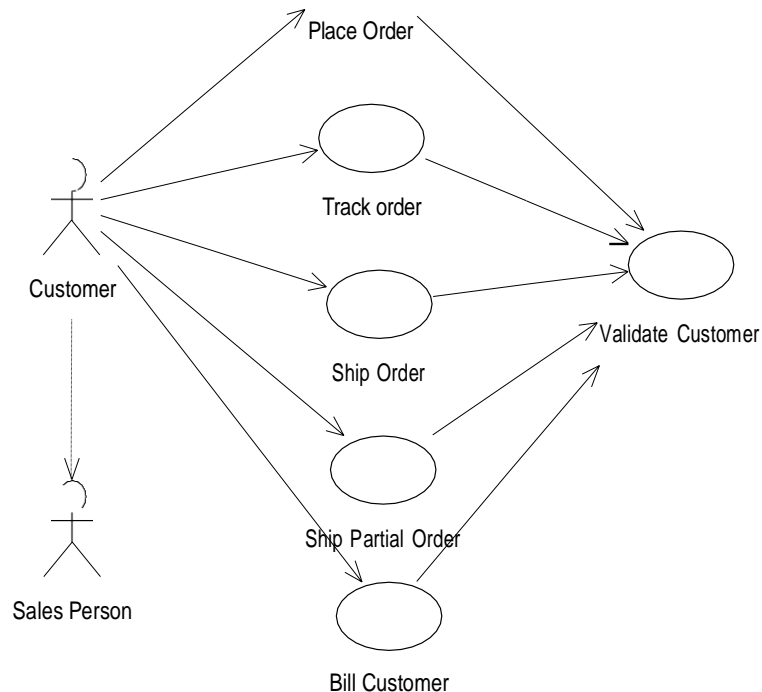 Place Order
Track order
Customer
Validate Customer
Ship Order
Ship Partial Order
Sales Person
Bill Customer